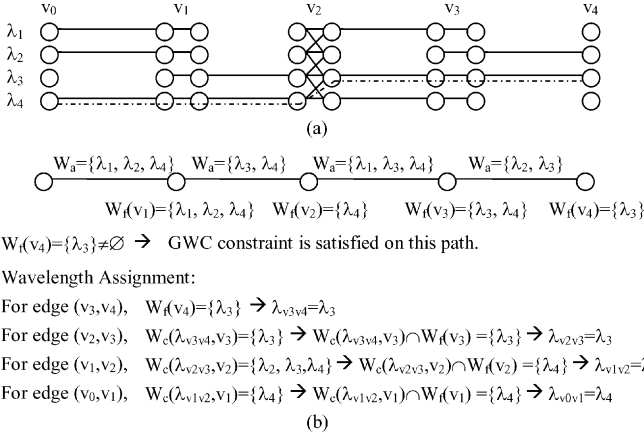 v0 v1 v2 v3 v4
λ1
λ2
λ3
λ4
(a)
Wa={λ1, λ2, λ4} Wa={λ3, λ4} Wa={λ1, λ3, λ4} Wa={λ2, λ3}
Wf(v1)={λ1, λ2, λ4} Wf(v2)={λ4} Wf(v3)={λ3, λ4} Wf(v4)={λ3}
Wf(v4)={λ3}≠∅ → GWC constraint is satisfied on this path.
Wavelength Assignment:
For edge (v3,v4), Wf(v4)={λ3} → λv3v4=λ3
For edge (v2,v3), Wc(λv3v4,v3)={λ3} → Wc(λv3v4,v3)∩Wf(v3) ={λ3} → λv2v3=λ3
For edge (v1,v2), Wc(λv2v3,v2)={λ2, λ3,λ4} → Wc(λv2v3,v2)∩Wf(v2) ={λ4} → λv1v2=
For edge (v0,v1), Wc(λv1v2,v1)={λ4} → Wc(λv1v2,v1)∩Wf(v1) ={λ4} → λv0v1=λ4
(b)